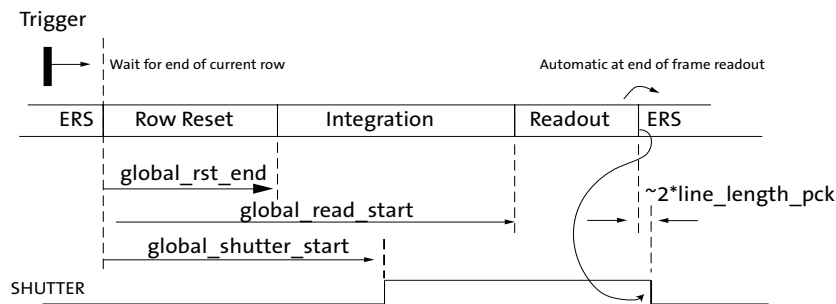 Trigger
Wait for end of current row
Automatic at end of frame readout
ERS
Row Reset
Integration
Readout
ERS
global_rst_end
~2*line_length_pck
global_read_start
global_shutter_start
SHUTTER